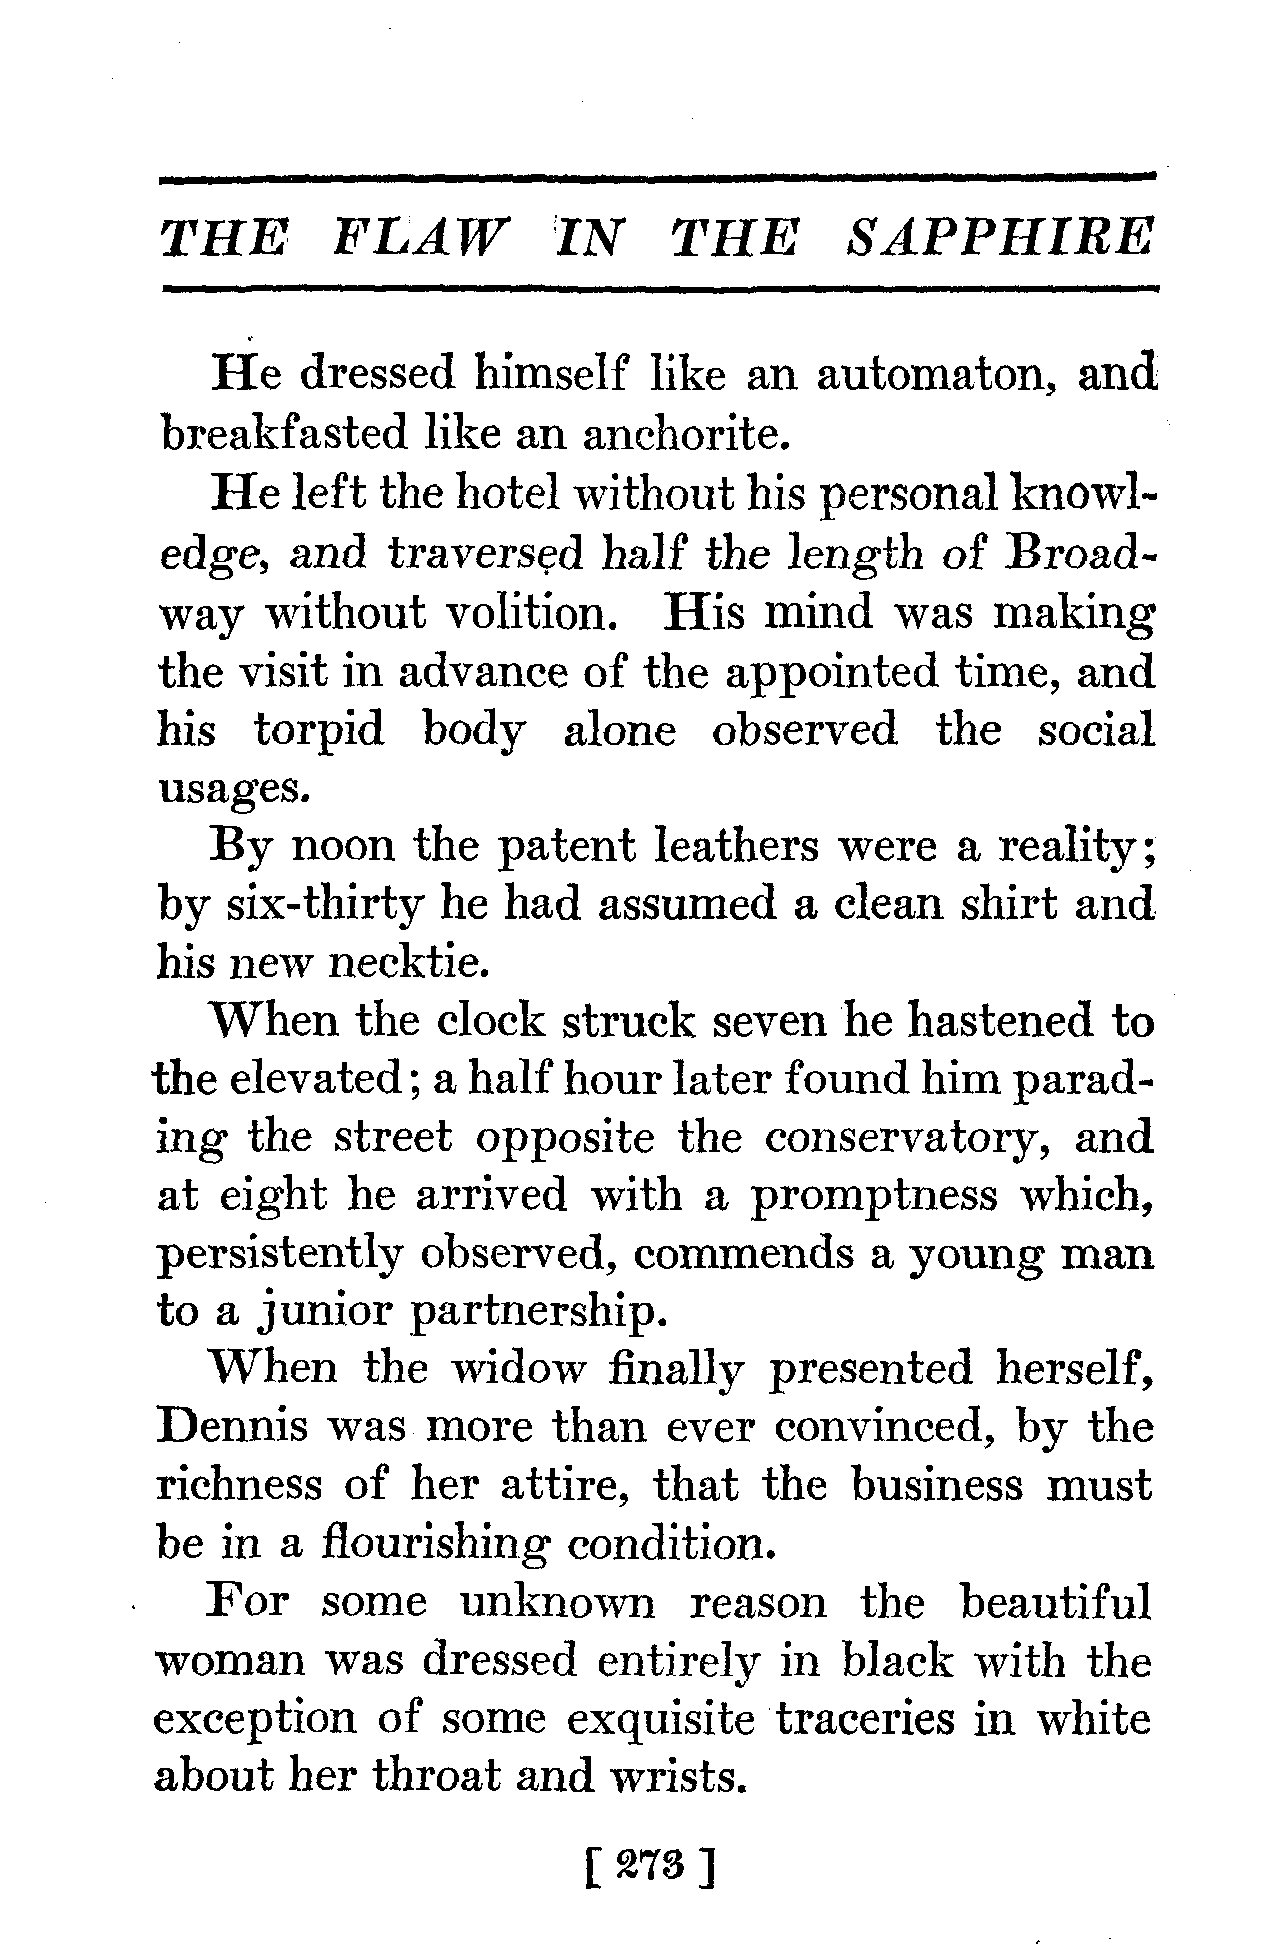 THE FLAW IN THE SAPPHIRE
He dressed himself like an automaton, and
breakfasted like an anchorite.
He left the hotel without his personal knowl-
edge, and traversed half the length of Broad-
way without volition. His mind was making
the visit in advance of the appointed time, and
his torpid body alone observed the social
usages.
By noon the patent leathers were a reality;
by six-thirty he had assumed a clean shirt and
his new necktie.
When the clock struck seven he hastened to
the elevated; a half hour later found him parad-
ing the street opposite the conservatory, and
at eight he arrived with a promptness which,
persistently observed, commends a young man
to a junior partnership.
When the widow finally presented herself,
Dennis was more than ever convinced, by the
richness of her attire, that the business must
be in a flourishing condition.
For some unknown reason the beautiful
woman was dressed entirely in black with the
exception of some exquisite traceries in white
about her throat and wrists.
[ 273 ]